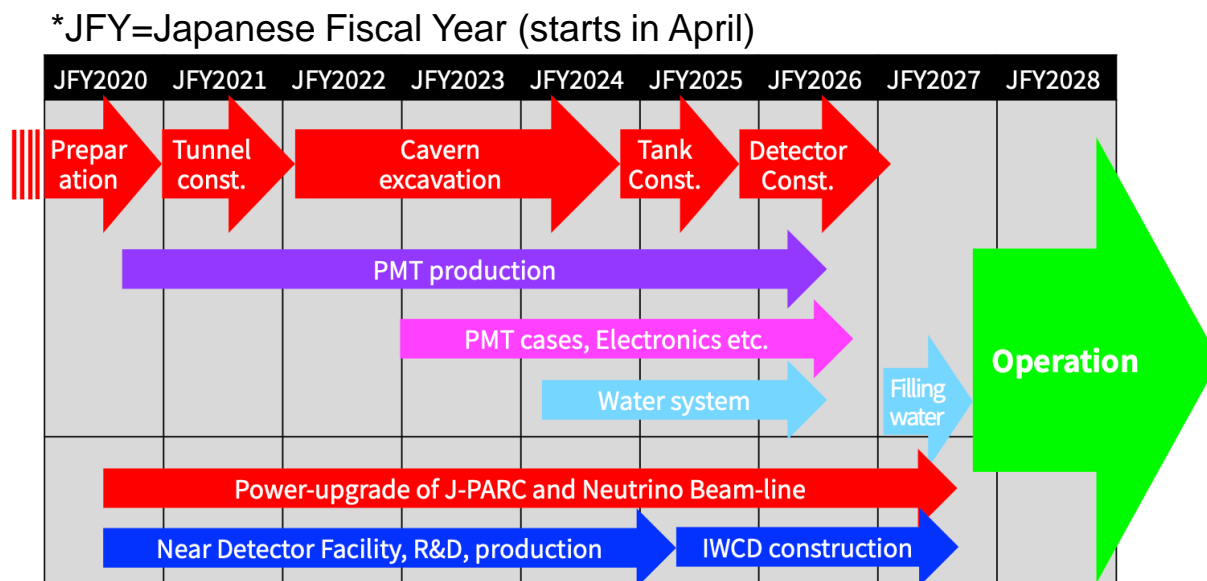 *JFY=Japanese Fiscal Year (starts in April)
JFY2020 JFY2021 JFY2022 JFY2023 JFY2024 JFY2025 JFY2026 JFY2027 JFY2028
Prepar
ation
Tunnel
const.
Cavern
excavation
Tank
Const.
Detector
Const.
PMT production
PMT cases, Electronics etc.
Water system
Filling
water
Operation
Power-upgrade of J-PARC and Neutrino Beam-line
Near Detector Facility, R&D, production
IWCD construction